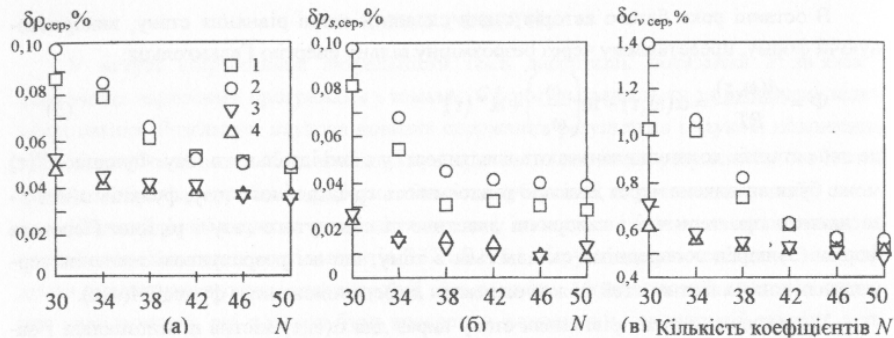 δρсер,% δps,сер,% δcv сер,%
0,10 0,10 1,4
0,08 0,08 1,2
0,06 0,06 1,0
0,04 0,04 0,8
0,02 0,02 0,6
0 0 0,4
1
2
3
4
30 34 38 42 46 50 30 34 38 42 46 50 30 34 38 42 46 50
(а) N (б) N (в) Кількість коефіцієнтів N